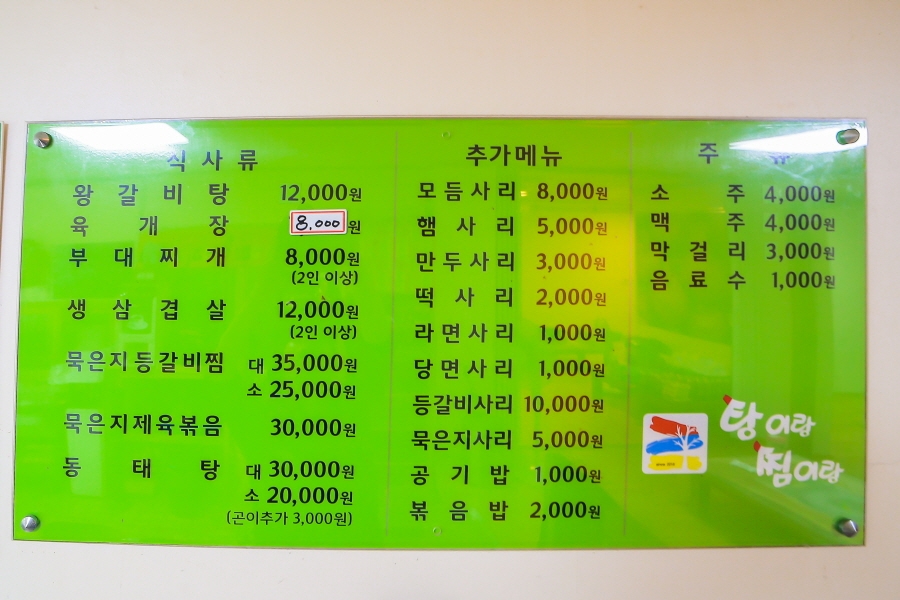 식사류
왕갈비탕 12,000원
육개장 8,000원
부대찌개 8,000원
(2인 이상)
생삼겹살 12,000원
(2인 이상)
묵은지등갈비찜 대 35,000원
소 25,000원
묵은지제육볶음 30,000원
동태탕 대 30,000원
소 20,000원
(곤이추가 3,000원)
추가메뉴
모듬사리 8,000원
햄사리 5,000원
만두사리 3,000원
떡사리 2,000원
라면사리 1,000원
당면사리 1,000원
등갈비사리 10,000원
묵은지사리 5,000원
공기밥 1,000원
볶음밥 2,000원
주류
소주 4,000원
맥주 4,000원
막걸리 3,000원
음료수 1,000원
탕이랑
찜이랑